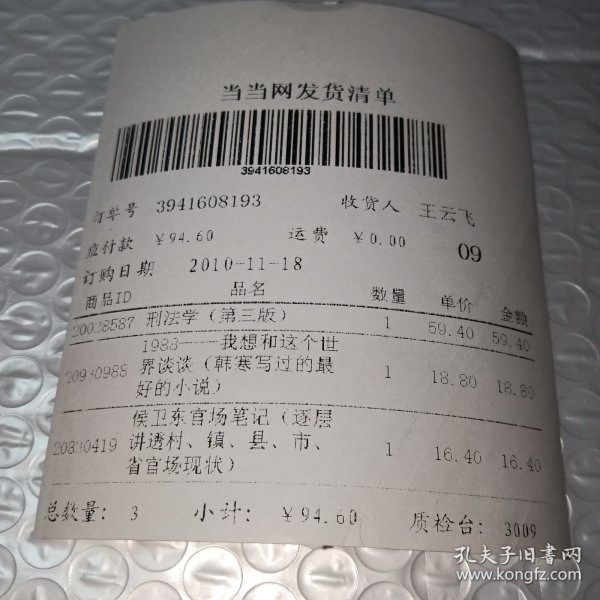 当当网发货清单
3941608193
订单号 3941608193 收货人 王云飞
应付款 ￥94.60 运费 ￥0.00 09
订购日期 2010-11-18
商品ID 品名 数量 单价 金额
刑法学（第三版） 1 59.40 59.40
1988——我想和这个世
界谈谈（韩寒写过的最 1 18.80 18.80
好的小说）
侯卫东官场笔记（逐层
讲透村、镇、县、市、 1 16.40 16.40
省官场现状）
总数量： 3 小计： ￥94.60 质检台： 3009
孔夫子旧书网
www.kongfz.com